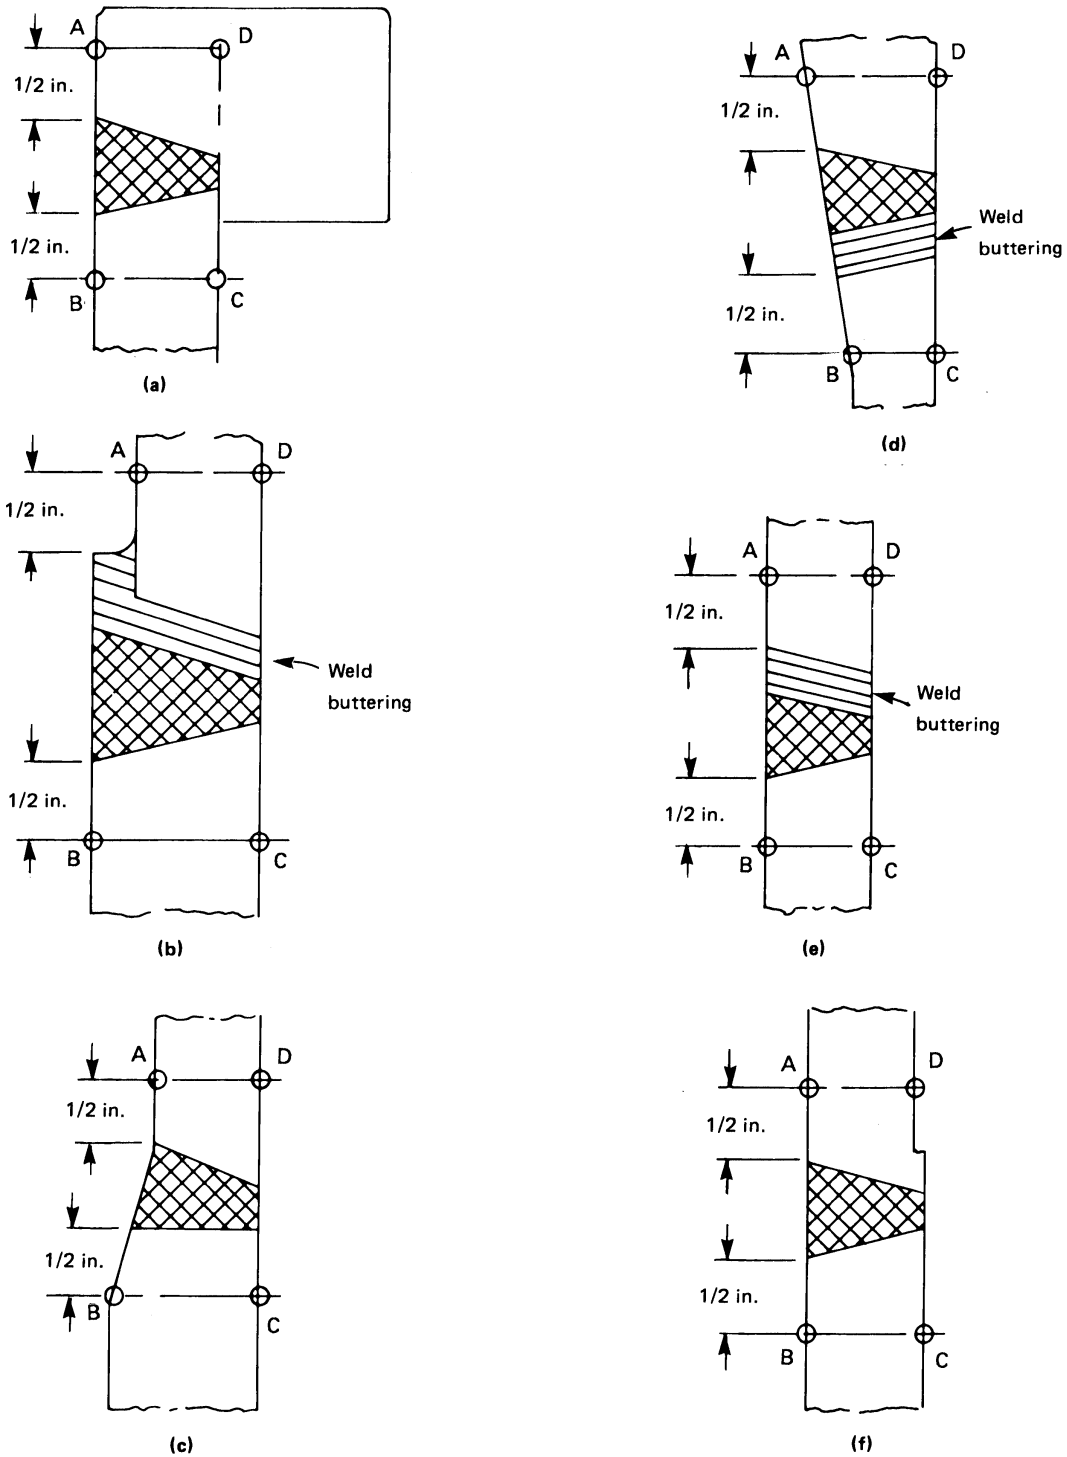 A
D
1/2 in.
1/2 in.
B
C
(a)
A
D
1/2 in.
Weld
buttering
1/2 in.
B
C
(d)
A
D
1/2 in.
Weld
buttering
1/2 in.
B
C
(b)
A
D
1/2 in.
Weld
buttering
1/2 in.
B
C
(e)
A
D
1/2 in.
1/2 in.
B
C
(c)
A
D
1/2 in.
1/2 in.
B
C
(f)